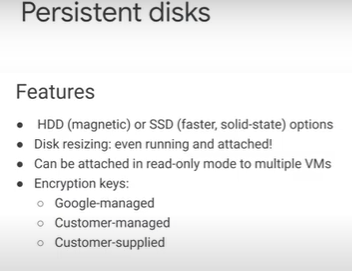 Persistent disks
Features
● HDD (magnetic) or SSD (faster, solid-state) options
● Disk resizing: even running and attached!
● Can be attached in read-only mode to multiple VMs
● Encryption keys:
○ Google-managed
○ Customer-managed
○ Customer-supplied